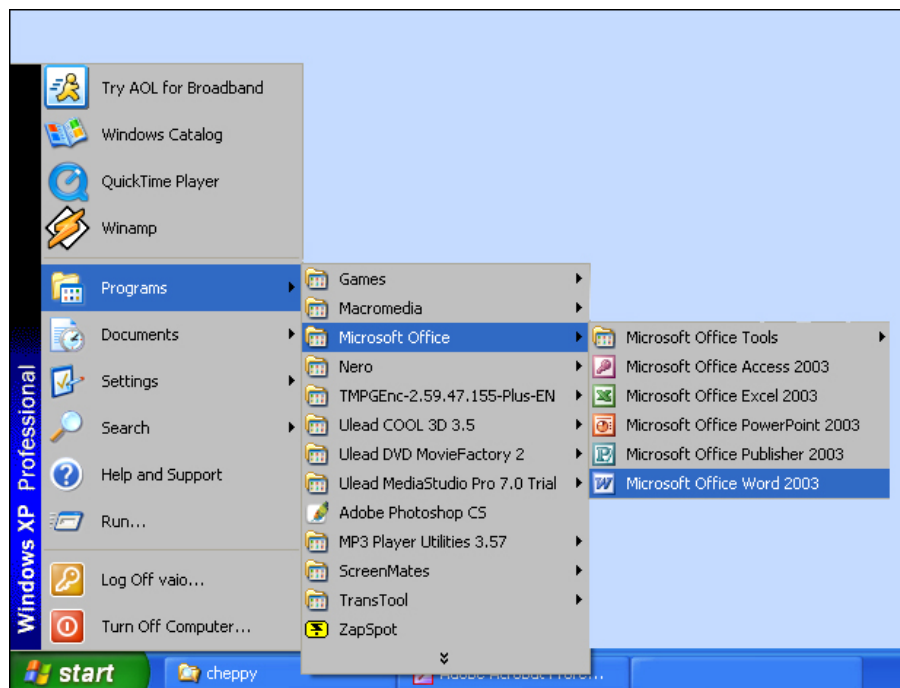 Try AOL for Broadband
Windows Catalog
QuickTime Player
Winamp
Programs
Documents
Settings
Search
Help and Support
Run...
Log Off vaio...
Turn Off Computer...
Windows XP Professional
Games
Macromedia
Microsoft Office
Nero
TMPGEnc-2.59.47.155-Plus-EN
Ulead COOL 3D 3.5
Ulead DVD MovieFactory 2
Ulead MediaStudio Pro 7.0 Trial
Adobe Photoshop CS
MP3 Player Utilities 3.57
ScreenMates
TransTool
ZapSpot
Microsoft Office Tools
Microsoft Office Access 2003
Microsoft Office Excel 2003
Microsoft Office PowerPoint 2003
Microsoft Office Publisher 2003
Microsoft Office Word 2003
start
cheppy
Adobe Acrobat Profe...